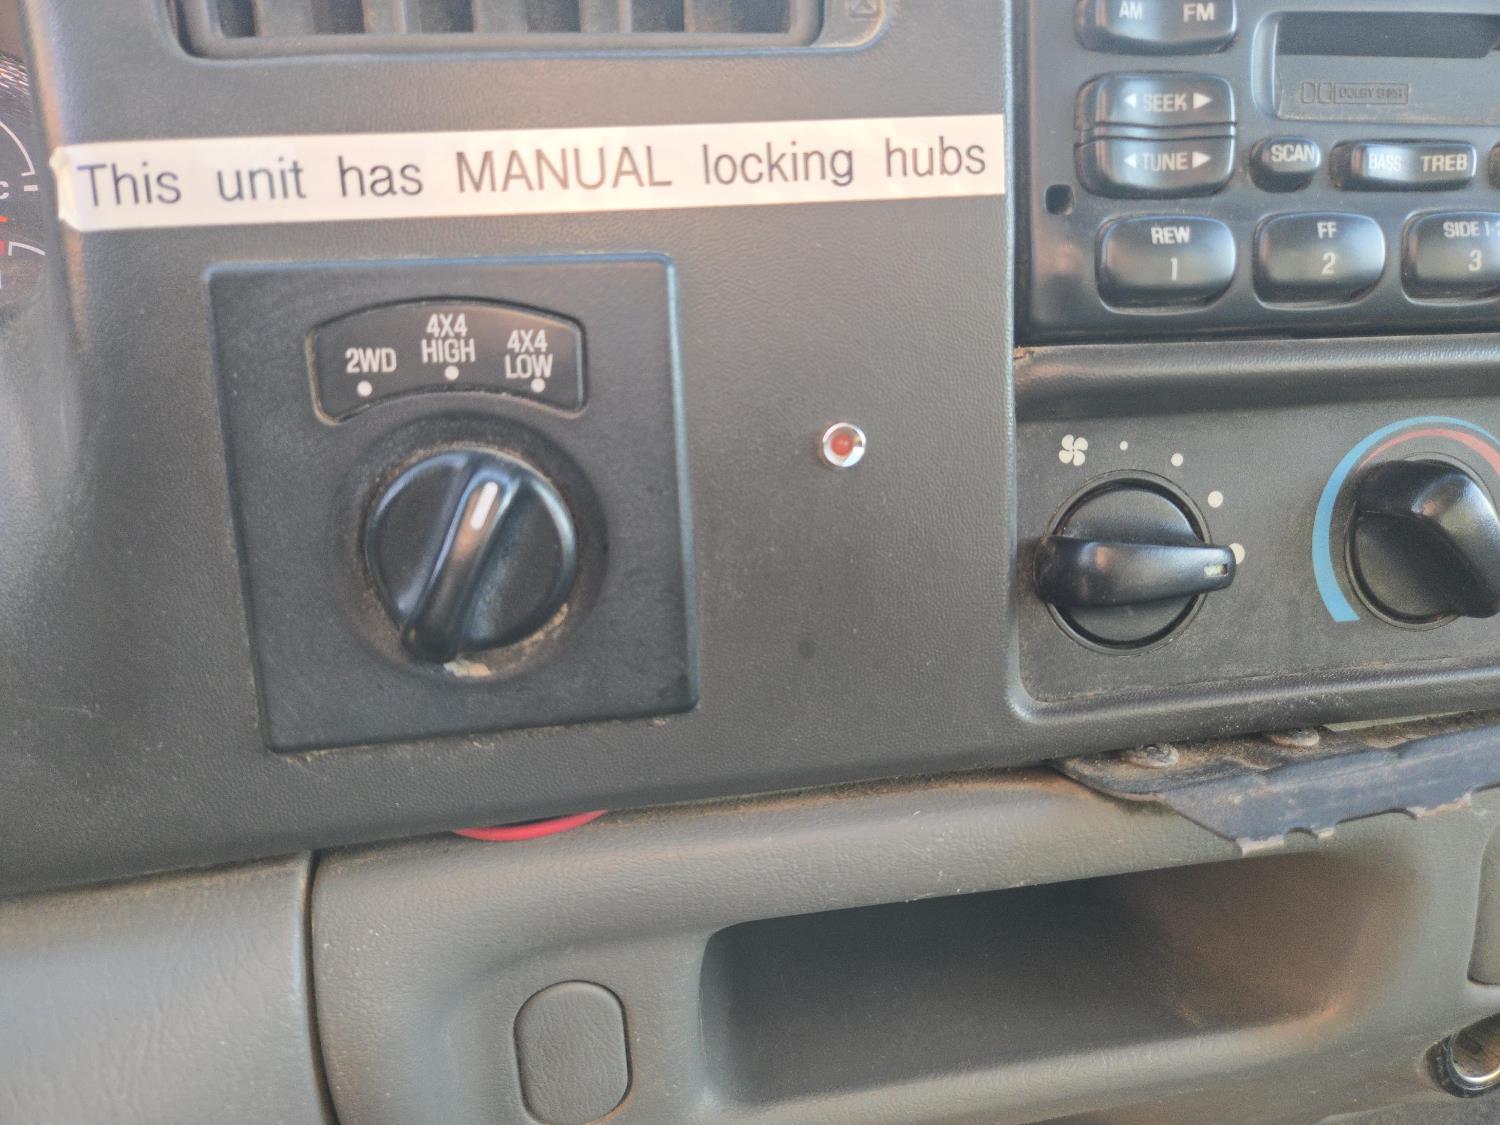 AM FM
SEEK
TUNE
SCAN
BASS TREB
REW
1
FF
2
SIDE 1-2
3
This unit has MANUAL locking hubs
2WD
4X4
HIGH
4X4
LOW